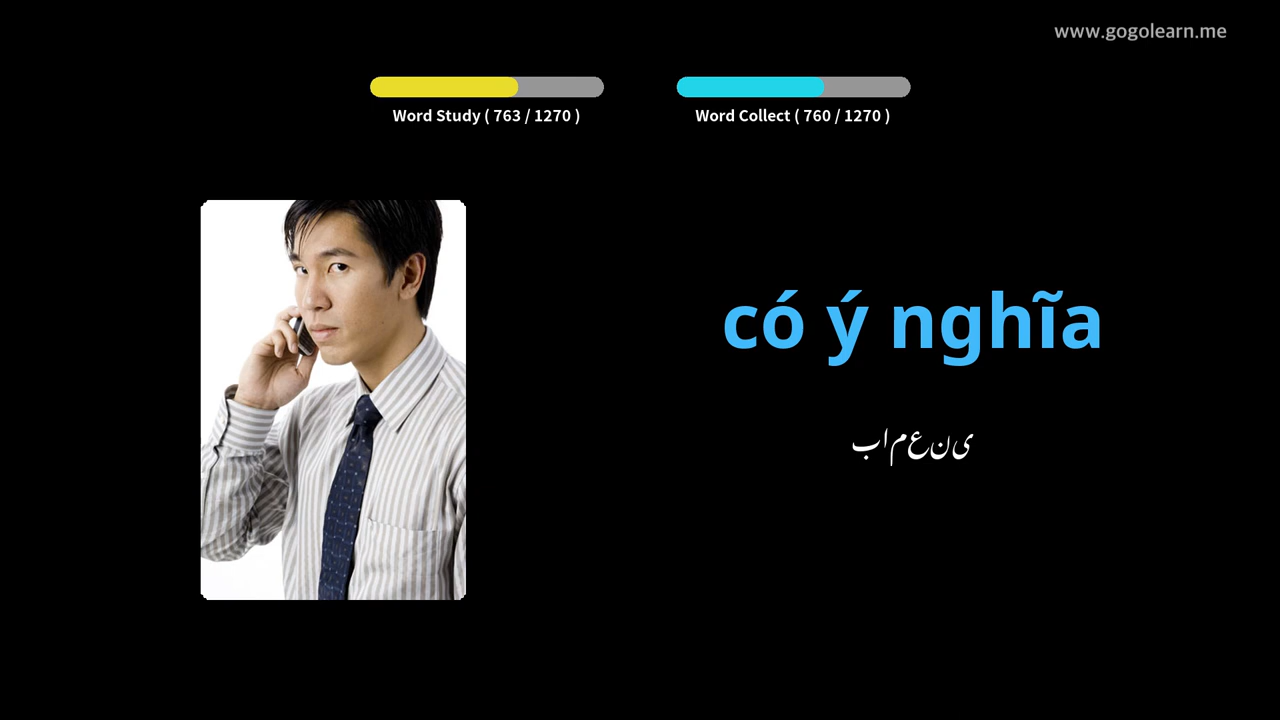 www.gogolearn.me
Word Study ( 763 / 1270 )
Word Collect ( 760 / 1270 )
có ý nghĩa
بامعنی